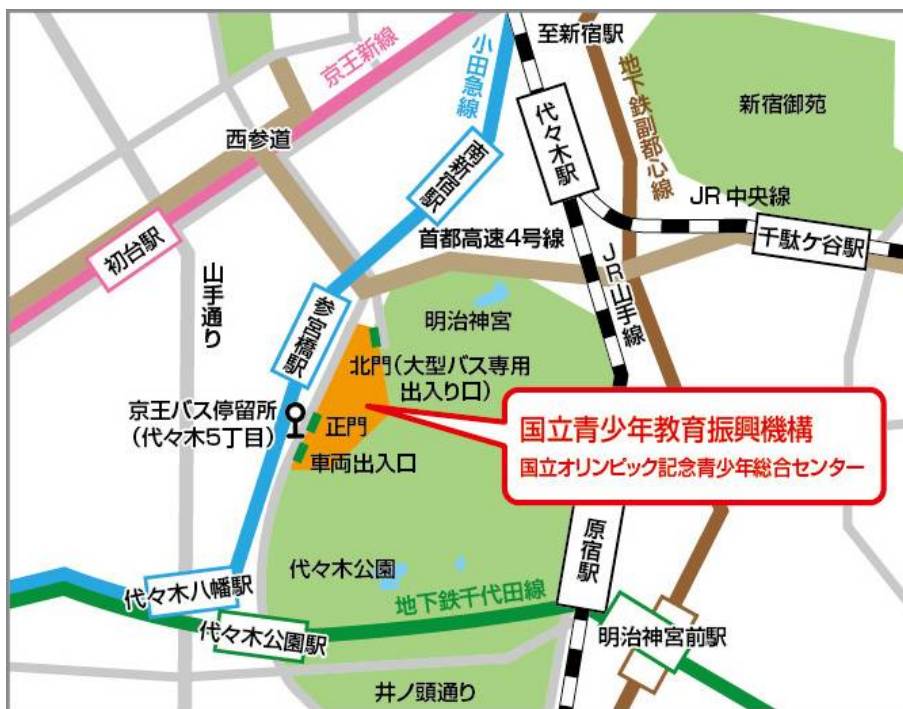 至新宿駅
京王新線
小田急線
地下鉄副都心線
新宿御苑
代々木駅
西参道
南新宿駅
JR中央線
千駄ケ谷駅
首都高速4号線
初台駅
山手通り
JR山手線
参宮橋駅
明治神宮
北門(大型バス専用
出入り口)
京王バス停留所
(代々木5丁目)
正門
車両出入口
国立青少年教育振興機構
国立オリンピック記念青少年総合センター
原宿駅
代々木公園
代々木八幡駅
地下鉄千代田線
代々木公園駅
明治神宮前駅
井ノ頭通り